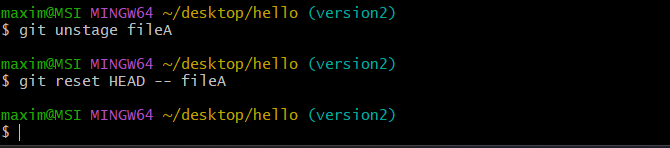 maxim@MSI MINGW64 ~/desktop/hello (version2)
$ git unstage fileA
maxim@MSI MINGW64 ~/desktop/hello (version2)
$ git reset HEAD -- fileA
maxim@MSI MINGW64 ~/desktop/hello (version2)
$